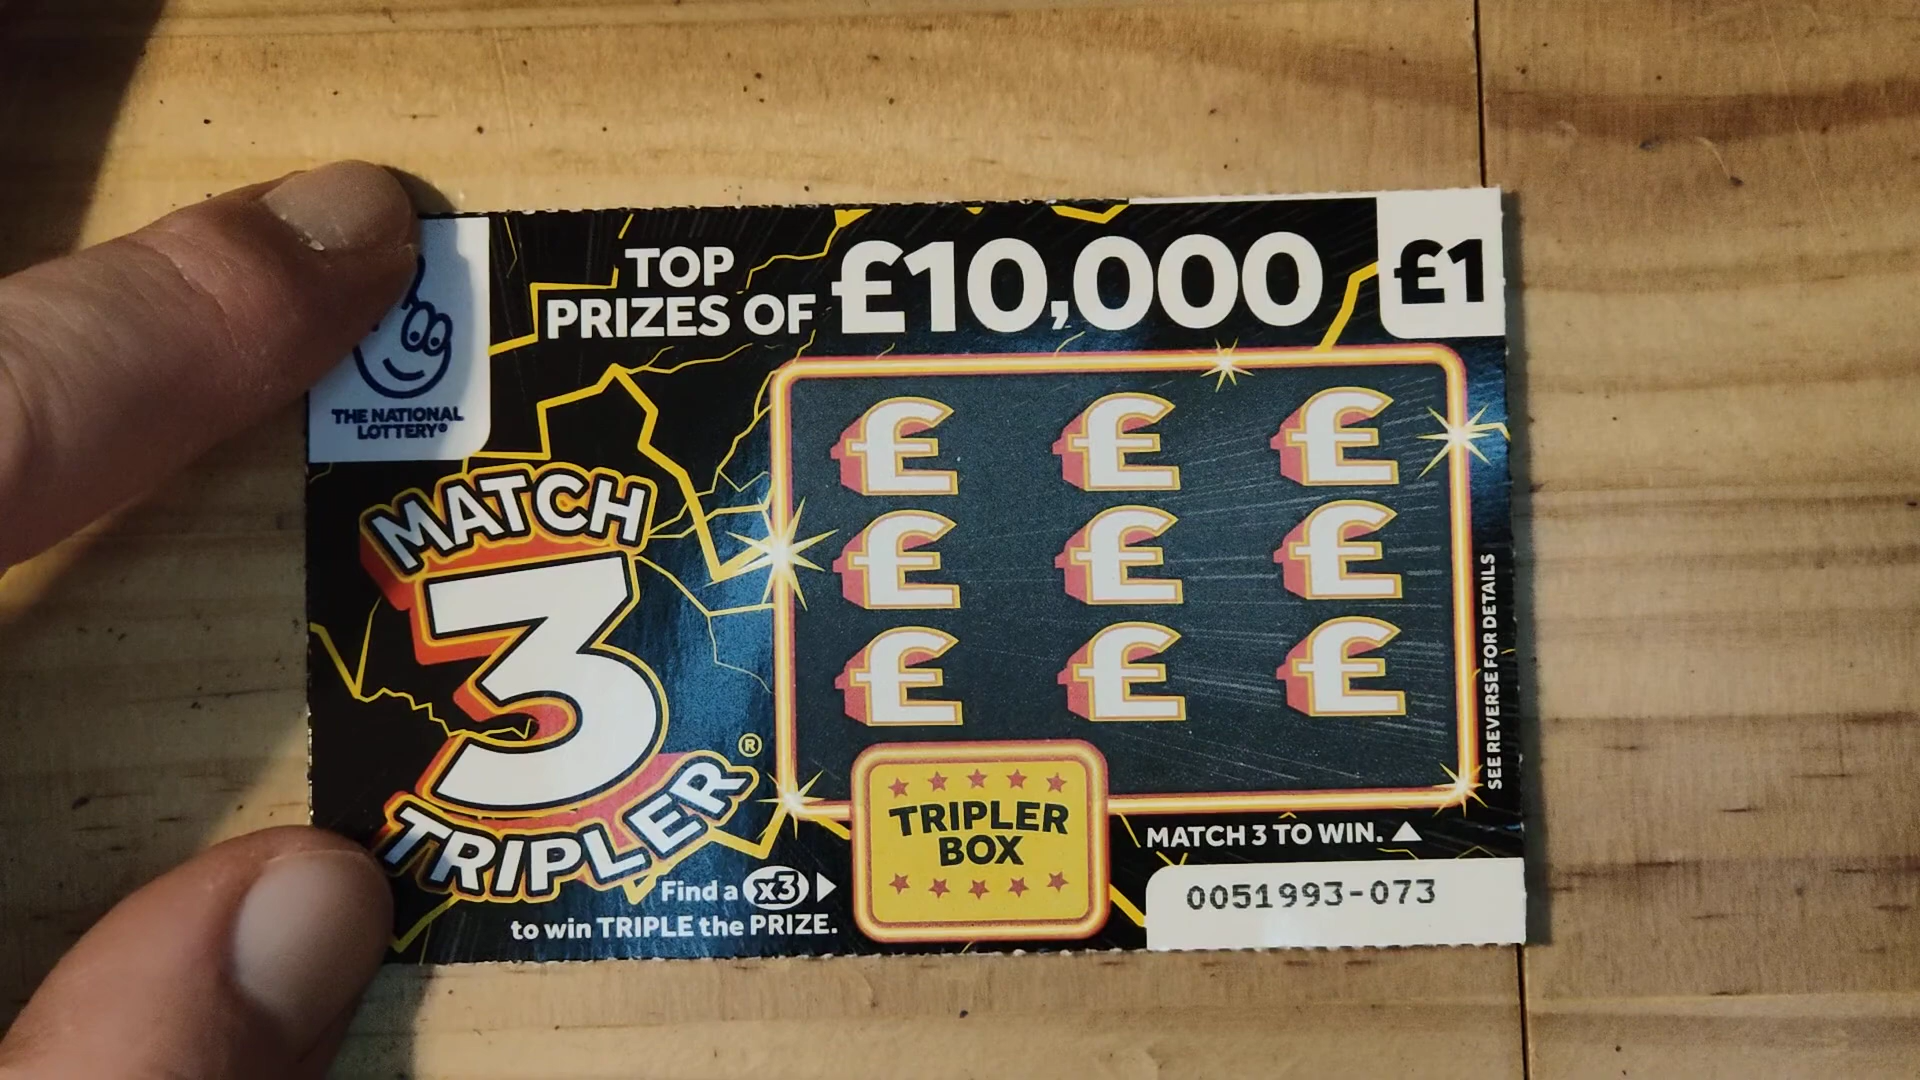 TOP
PRIZES OF £10,000
£1
THE NATIONAL
LOTTERY®
MATCH
3
TRIPLER®
£ £ £
£ £ £
£ £ £
SEE REVERSE FOR DETAILS
TRIPLER
BOX
MATCH 3 TO WIN. ▲
Find a x3 ▶
to win TRIPLE the PRIZE.
0051993-073